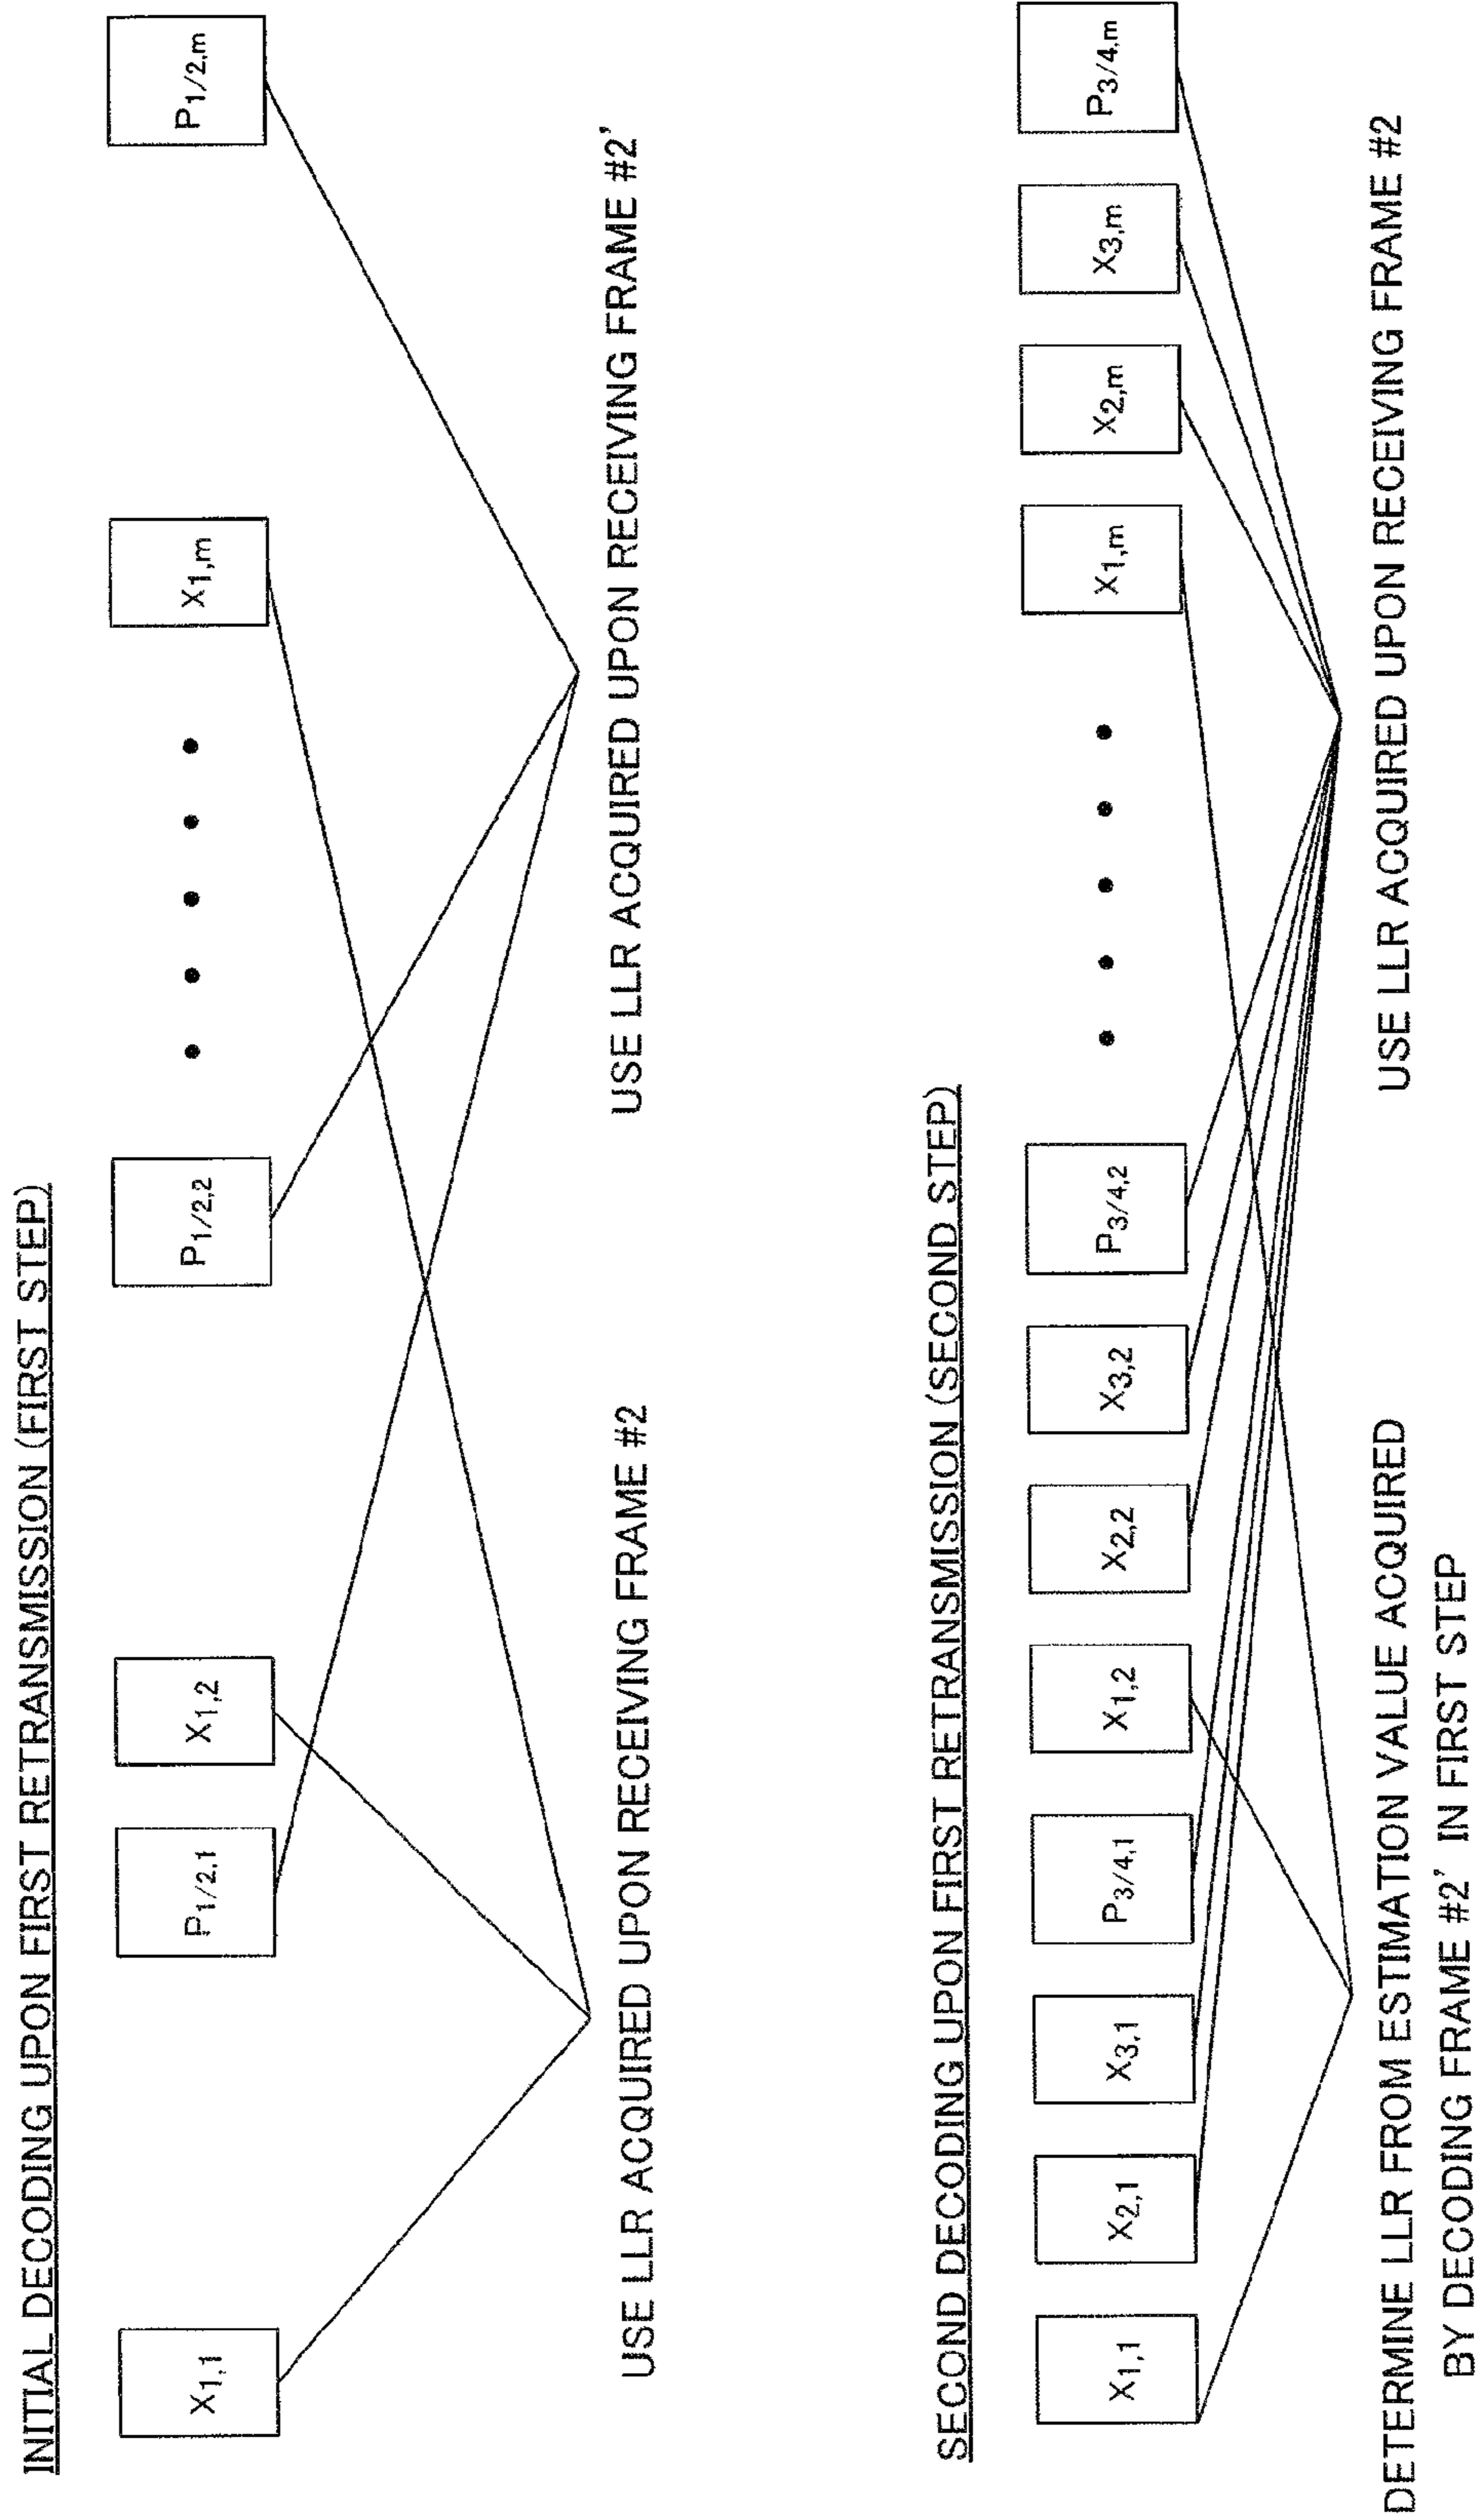 INITIAL DECODING UPON FIRST RETRANSMISSION (FIRST STEP)
X1,1 P1/2,1 X1,2 P1/2,2 • • • • • X1,m P1/2,m
USE LLR ACQUIRED UPON RECEIVING FRAME #2
USE LLR ACQUIRED UPON RECEIVING FRAME #2'
SECOND DECODING UPON FIRST RETRANSMISSION (SECOND STEP)
X1,1 X2,1 X3,1 P3/4,1 X1,2 X2,2 X3,2 P3/4,2 • • • • • X1,m X2,m X3,m P3/4,m
DETERMINE LLR FROM ESTIMATION VALUE ACQUIRED
BY DECODING FRAME #2' IN FIRST STEP
USE LLR ACQUIRED UPON RECEIVING FRAME #2